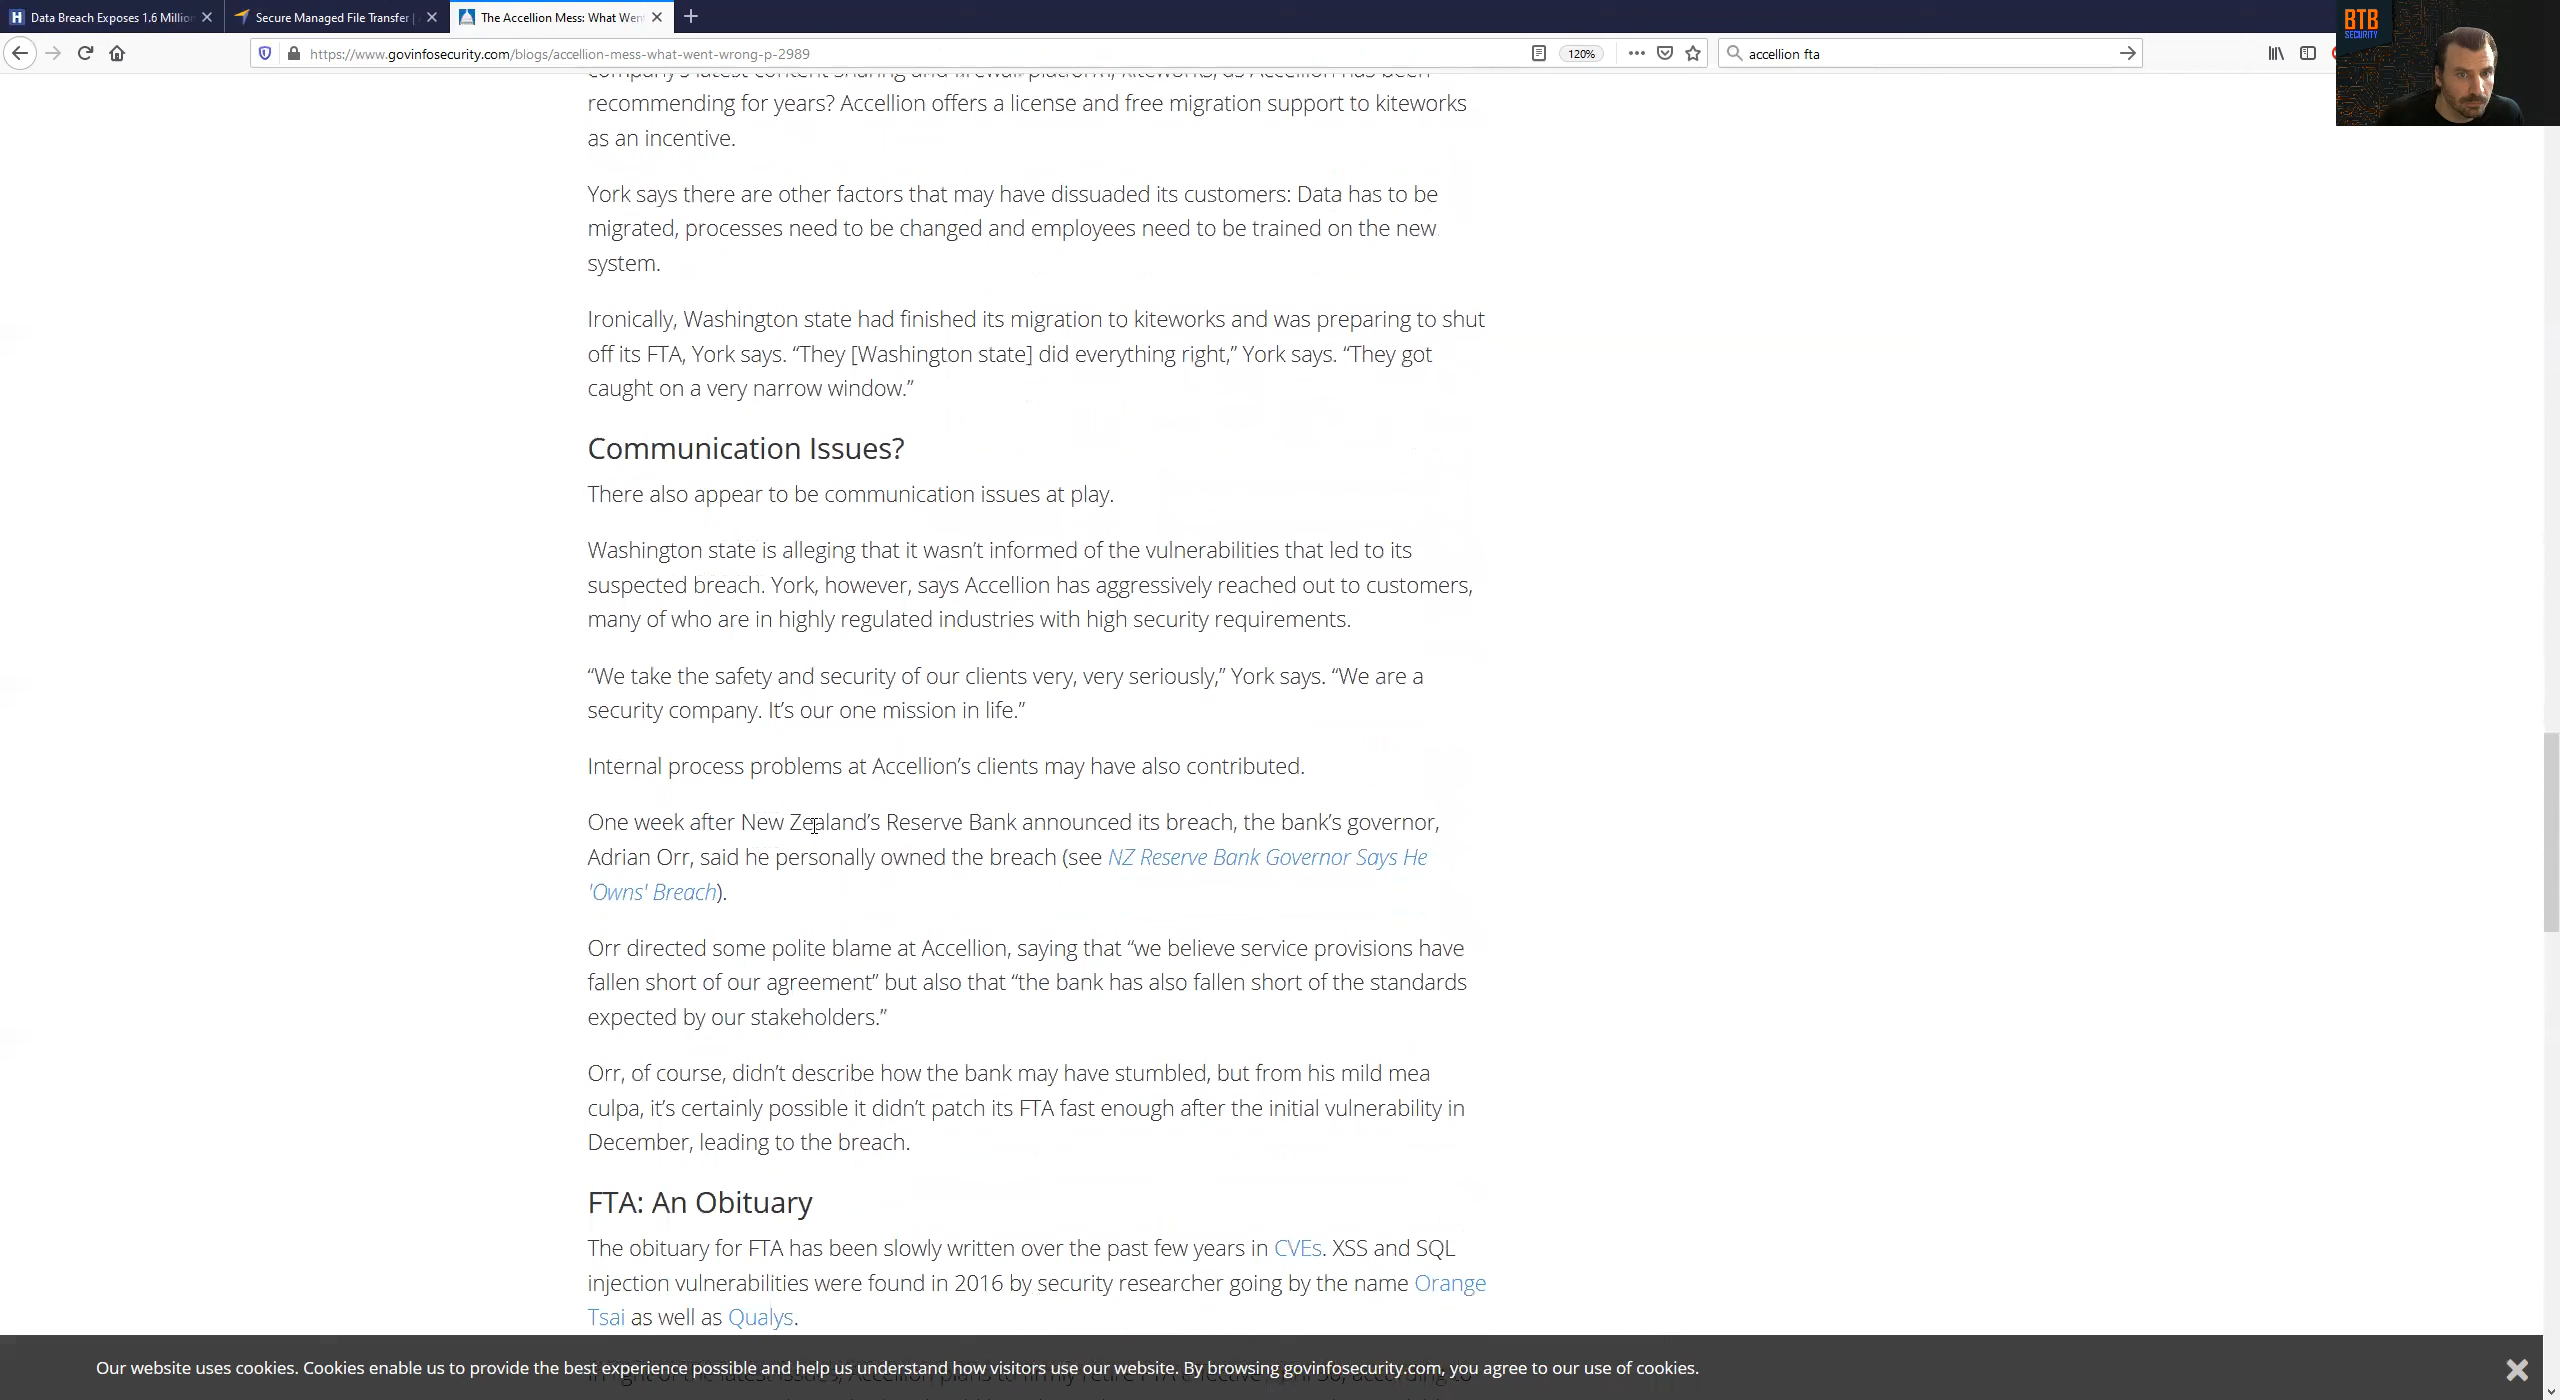 Data Breach Exposes 1.6 Million
Secure Managed File Transfer |
The Accellion Mess: What Went
https://www.govinfosecurity.com/blogs/accellion-mess-what-went-wrong-p-2989
120%
accellion fta
BTB
SECURITY
company's latest content sharing and firewall platform, kiteworks, as Accellion has been
recommending for years? Accellion offers a license and free migration support to kiteworks
as an incentive.
York says there are other factors that may have dissuaded its customers: Data has to be
migrated, processes need to be changed and employees need to be trained on the new
system.
Ironically, Washington state had finished its migration to kiteworks and was preparing to shut
off its FTA, York says. “They [Washington state] did everything right,” York says. “They got
caught on a very narrow window.”
Communication Issues?
There also appear to be communication issues at play.
Washington state is alleging that it wasn’t informed of the vulnerabilities that led to its
suspected breach. York, however, says Accellion has aggressively reached out to customers,
many of who are in highly regulated industries with high security requirements.
“We take the safety and security of our clients very, very seriously,” York says. “We are a
security company. It’s our one mission in life.”
Internal process problems at Accellion’s clients may have also contributed.
One week after New Zealand’s Reserve Bank announced its breach, the bank’s governor,
Adrian Orr, said he personally owned the breach (see NZ Reserve Bank Governor Says He
'Owns' Breach).
Orr directed some polite blame at Accellion, saying that “we believe service provisions have
fallen short of our agreement” but also that “the bank has also fallen short of the standards
expected by our stakeholders.”
Orr, of course, didn’t describe how the bank may have stumbled, but from his mild mea
culpa, it’s certainly possible it didn’t patch its FTA fast enough after the initial vulnerability in
December, leading to the breach.
FTA: An Obituary
The obituary for FTA has been slowly written over the past few years in CVEs. XSS and SQL
injection vulnerabilities were found in 2016 by security researcher going by the name Orange
Tsai as well as Qualys.
Our website uses cookies. Cookies enable us to provide the best experience possible and help us understand how visitors use our website. By browsing govinfosecurity.com, you agree to our use of cookies.